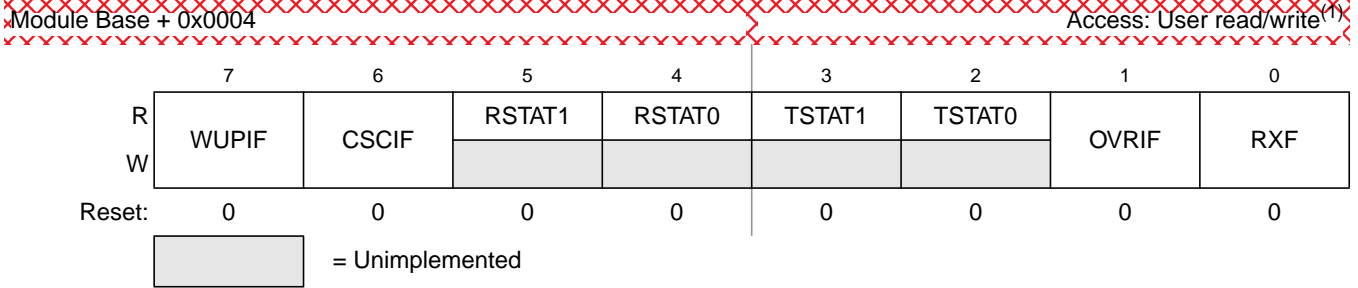 Module Base + 0x0004 Access: User read/write(1)
7 6 5 4 3 2 1 0
R WUPIF CSCIF RSTAT1 RSTAT0 TSTAT1 TSTAT0 OVRIF RXF
W
Reset: 0 0 0 0 0 0 0 0
= Unimplemented